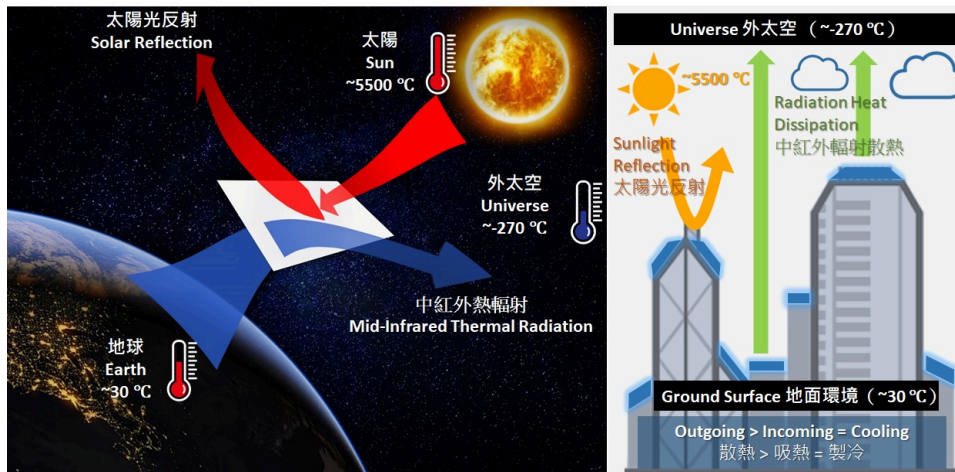 太陽光反射
Solar Reflection
太陽
Sun
~5500 ℃
外太空
Universe
~-270 ℃
中紅外熱輻射
Mid-Infrared Thermal Radiation
地球
Earth
~30 ℃
Universe 外太空（~-270 ℃）
~5500 ℃
Radiation Heat
Dissipation
中紅外輻射散熱
Sunlight
Reflection
太陽光反射
Ground Surface 地面環境（~30 ℃）
Outgoing > Incoming = Cooling
散熱 > 吸熱 = 製冷